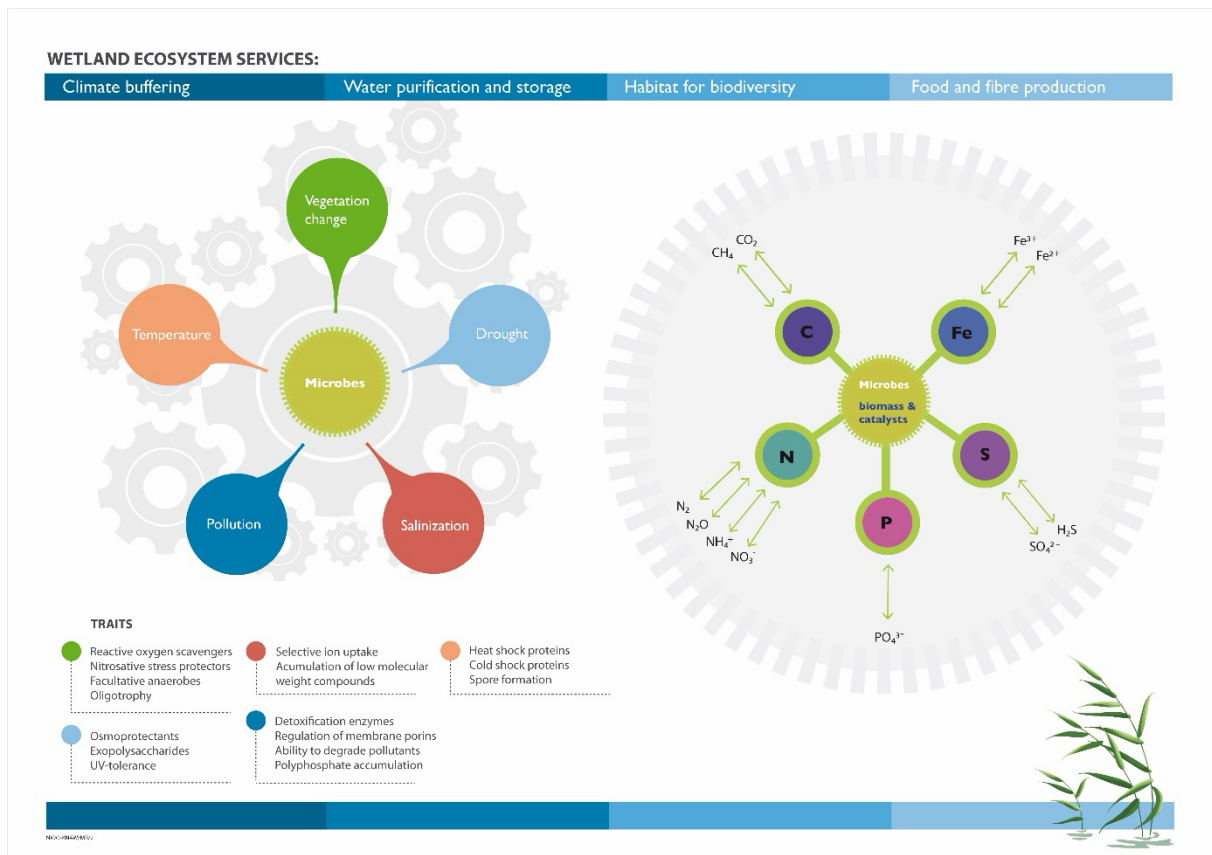 WETLAND ECOSYSTEM SERVICES:
Climate buffering
Water purification and storage
Habitat for biodiversity
Food and fibre production
Vegetation
change
Temperature
Drought
Microbes
Pollution
Salinization
CO₂
CH₄
Fe³⁺
Fe²⁺
C
Fe
Microbes
biomass &
catalysts
N
S
P
N₂
N₂O
NH₄⁺
NO₃⁻
H₂S
SO₄²⁻
PO₄³⁻
TRAITS
Reactive oxygen scavengers
Nitrosative stress protectors
Facultative anaerobes
Oligotrophy
Selective ion uptake
Acumulation of low molecular
weight compounds
Heat shock proteins
Cold shock proteins
Spore formation
Osmoprotectants
Exopolysaccharides
UV-tolerance
Detoxification enzymes
Regulation of membrane porins
Ability to degrade pollutants
Polyphosphate accumulation